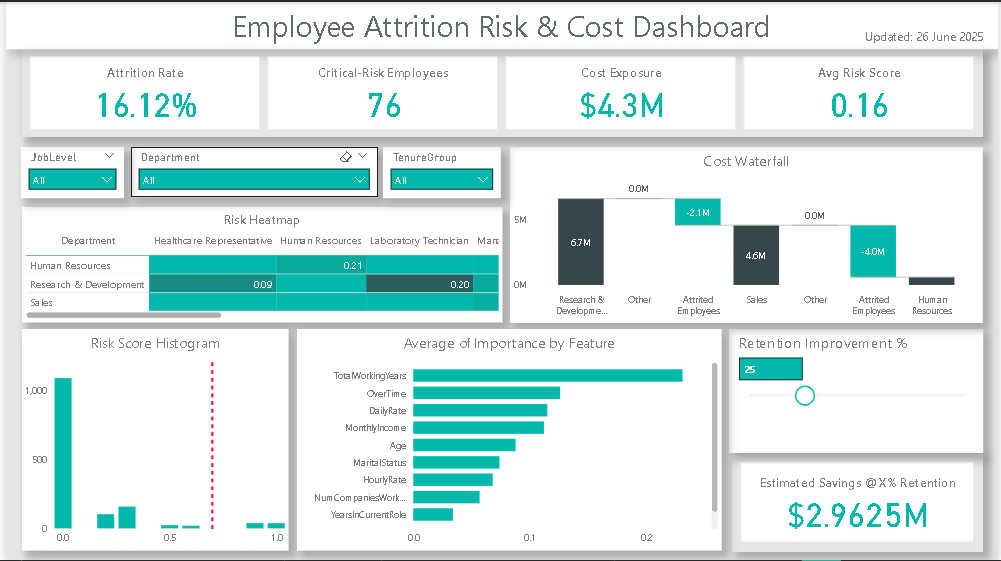 Employee Attrition Risk & Cost Dashboard
Updated: 26 June 2025
Attrition Rate
16.12%
Critical-Risk Employees
76
Cost Exposure
$4.3M
Avg Risk Score
0.16
JobLevel
All
Department
All
TenureGroup
All
Risk Heatmap
Department Healthcare Representative Human Resources Laboratory Technician Mana
Human Resources 0.21
Research & Development 0.09 0.20
Sales
Cost Waterfall
5M
0M
6.7M
0.0M
-2.1M
4.6M
0.0M
-4.0M
Research & Developme...
Other
Attrited Employees
Sales
Other
Attrited Employees
Human Resources
Risk Score Histogram
1,000
500
0
0.0 0.5 1.0
Average of Importance by Feature
TotalWorkingYears
OverTime
DailyRate
MonthlyIncome
Age
MaritalStatus
HourlyRate
NumCompaniesWork...
YearsInCurrentRole
0.0 0.1 0.2
Retention Improvement %
25
Estimated Savings @X% Retention
$2.9625M